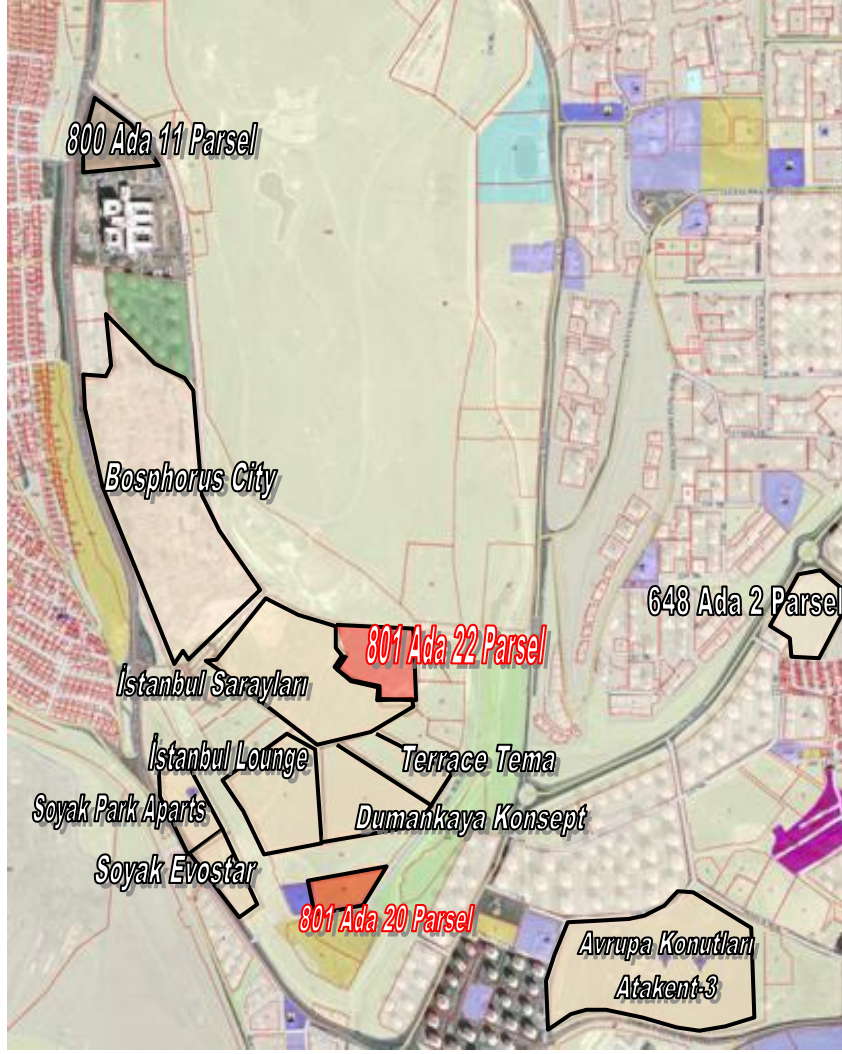 800 Ada 11 Parsel
Bosphorus City
648 Ada 2 Parsel
801 Ada 22 Parsel
İstanbul Sarayları
İstanbul Lounge
Terrace Tema
Soyak Park Aparts
Dumankaya Konsept
Soyak Evostar
801 Ada 20 Parsel
Avrupa Konutları
Atakent-3